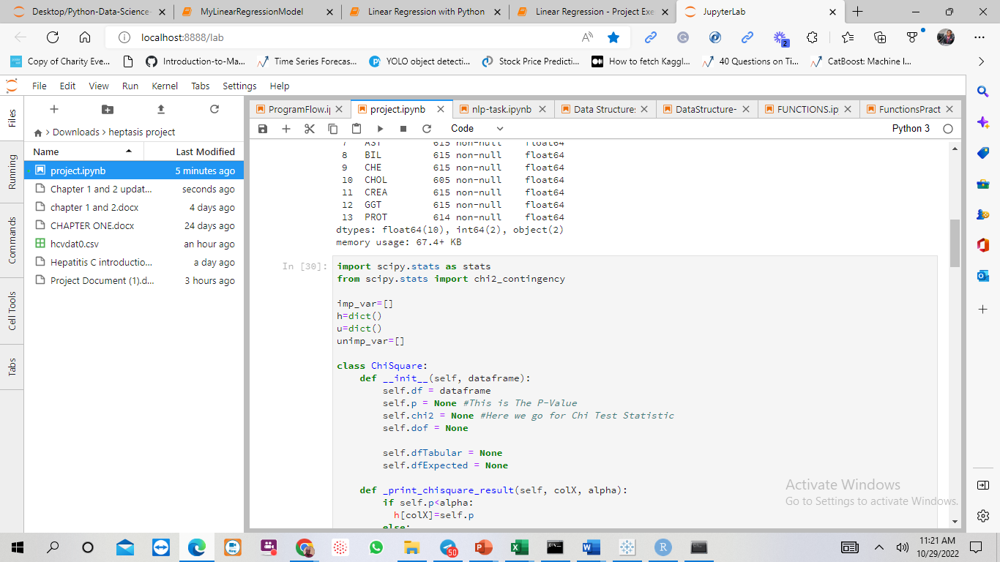 Desktop/Python-Data-Science-
MyLinearRegressionModel
Linear Regression with Python
Linear Regression - Project Exe
JupyterLab
localhost:8888/lab
2
Copy of Charity Eve...
Introduction-to-Ma...
Time Series Forecas...
YOLO object detecti...
Stock Price Predicti...
How to fetch Kaggl...
40 Questions on Ti...
CatBoost: Machine l...
File Edit View Run Kernel Tabs Settings Help
Files
Running
Commands
Cell Tools
Tabs
> Downloads > heptasis project
Name Last Modified
project.ipynb 5 minutes ago
Chapter 1 and 2 updat... seconds ago
chapter 1 and 2.docx 4 days ago
CHAPTER ONE.docx 24 days ago
hcvdat0.csv an hour ago
Hepatitis C introductio... a day ago
Project Document (1).d... 3 hours ago
ProgramFlow.i
project.ipynb
nlp-task.ipynb
Data Structure:
DataStructure-
FUNCTIONS.ip
FunctionsPract
Code
Python 3
7 AST 615 non-null float64
8 BIL 615 non-null float64
9 CHE 615 non-null float64
10 CHOL 605 non-null float64
11 CREA 615 non-null float64
12 GGT 615 non-null float64
13 PROT 614 non-null float64
dtypes: float64(10), int64(2), object(2)
memory usage: 67.4+ KB
In [30]:
import scipy.stats as stats
from scipy.stats import chi2_contingency
imp_var=[]
h=dict()
u=dict()
unimp_var=[]
class ChiSquare:
def __init__(self, dataframe):
self.df = dataframe
self.p = None #This is The P-Value
self.chi2 = None #Here we go for Chi Test Statistic
self.dof = None
self.dfTabular = None
self.dfExpected = None
def _print_chisquare_result(self, colX, alpha):
if self.p<alpha:
h[colX]=self.p
else:
Activate Windows
Go to Settings to activate Windows.
50
11:21 AM
10/29/2022